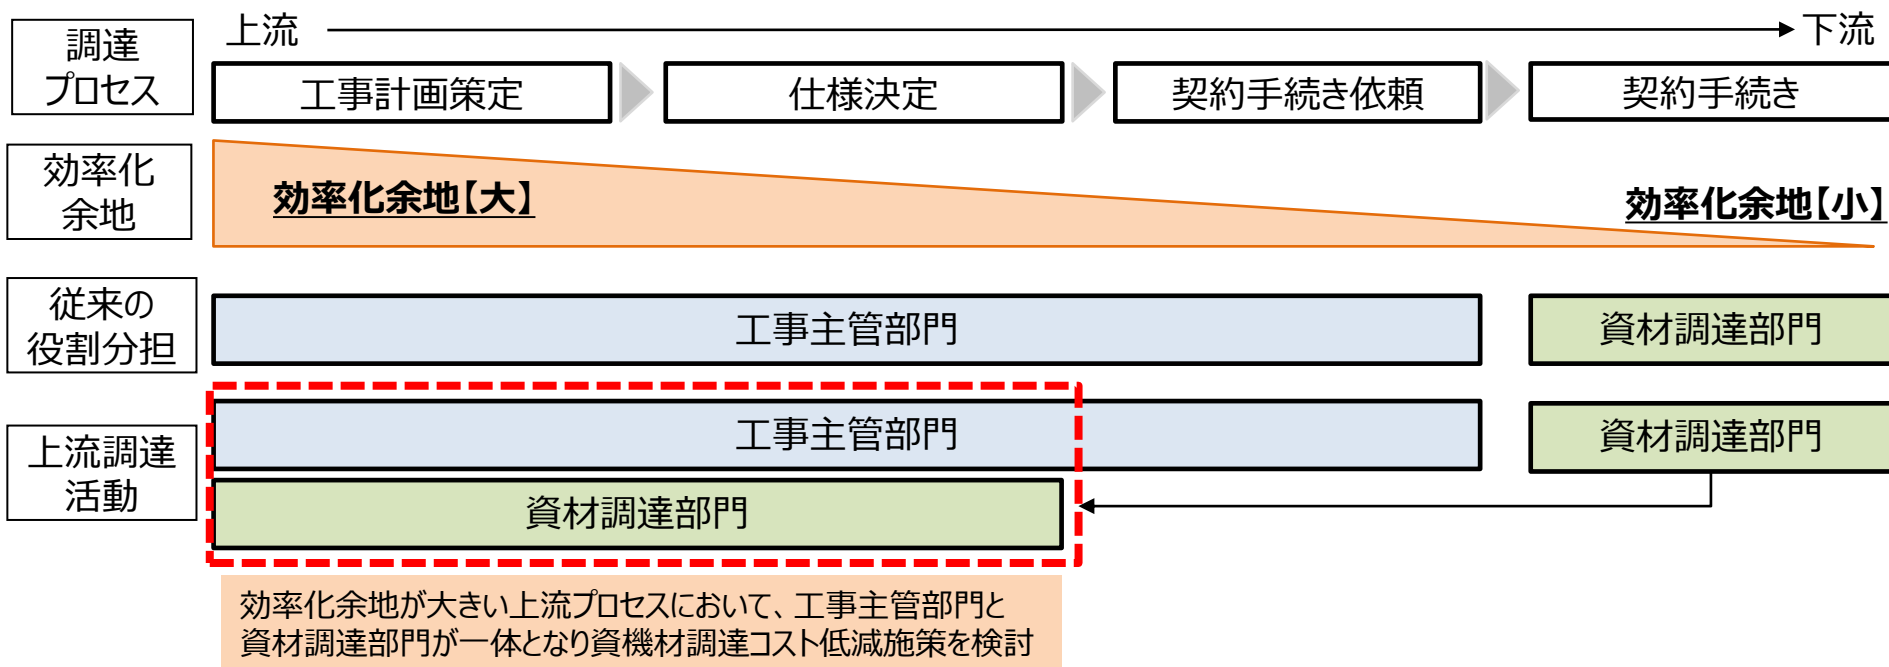 調達
プロセス
上流
下流
工事計画策定
仕様決定
契約手続き依頼
契約手続き
効率化
余地
効率化余地【大】
効率化余地【小】
従来の
役割分担
工事主管部門
資材調達部門
上流調達
活動
工事主管部門
資材調達部門
資材調達部門
効率化余地が大きい上流プロセスにおいて、工事主管部門と
資材調達部門が一体となり資機材調達コスト低減施策を検討